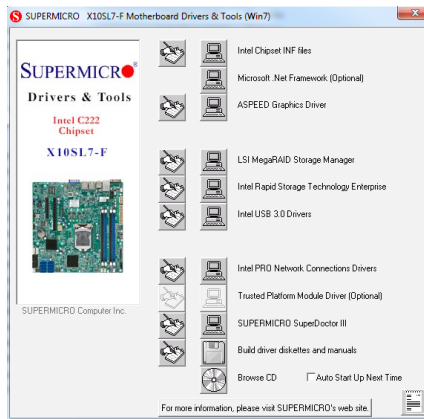 SUPERMICRO X10SL7-F Motherboard Drivers & Tools (Win7)
SUPERMICRO
Drivers & Tools
Intel C222
Chipset
X10SL7-F
SUPERMICRO Computer Inc.
Intel Chipset INF files
Microsoft .Net Framework (Optional)
ASPEED Graphics Driver
LSI MegaRAID Storage Manager
Intel Rapid Storage Technology Enterprise
Intel USB 3.0 Drivers
Intel PRO Network Connections Drivers
Trusted Platform Module Driver (Optional)
SUPERMICRO SuperDoctor III
Build driver diskettes and manuals
Browse CD
Auto Start Up Next Time
For more information, please visit SUPERMICRO's web site.